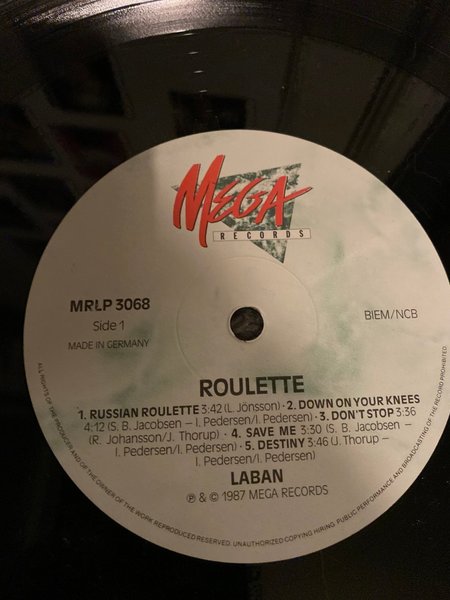 MEGA
RECORDS
MRLP 3068
Side 1
MADE IN GERMANY
BIEM/NCB
ROULETTE
1. RUSSIAN ROULETTE 3:42 (L. Jönsson) · 2. DOWN ON YOUR KNEES
4:12 (S. B. Jacobsen – I. Pedersen/I. Pedersen) · 3. DON'T STOP 3:36
(R. Johansson/J. Thorup) · 4. SAVE ME 3:30 (S. B. Jacobsen –
I. Pedersen/I. Pedersen) · 5. DESTINY 3:46 (J. Thorup –
I. Pedersen/I. Pedersen)
LABAN
℗ & © 1987 MEGA RECORDS
ALL RIGHTS OF THE PRODUCER AND OF THE OWNER OF THE WORK REPRODUCED RESERVED. UNAUTHORIZED COPYING HIRING PUBLIC PERFORMANCE AND BROADCASTING OF THE RECORD PROHIBITED.